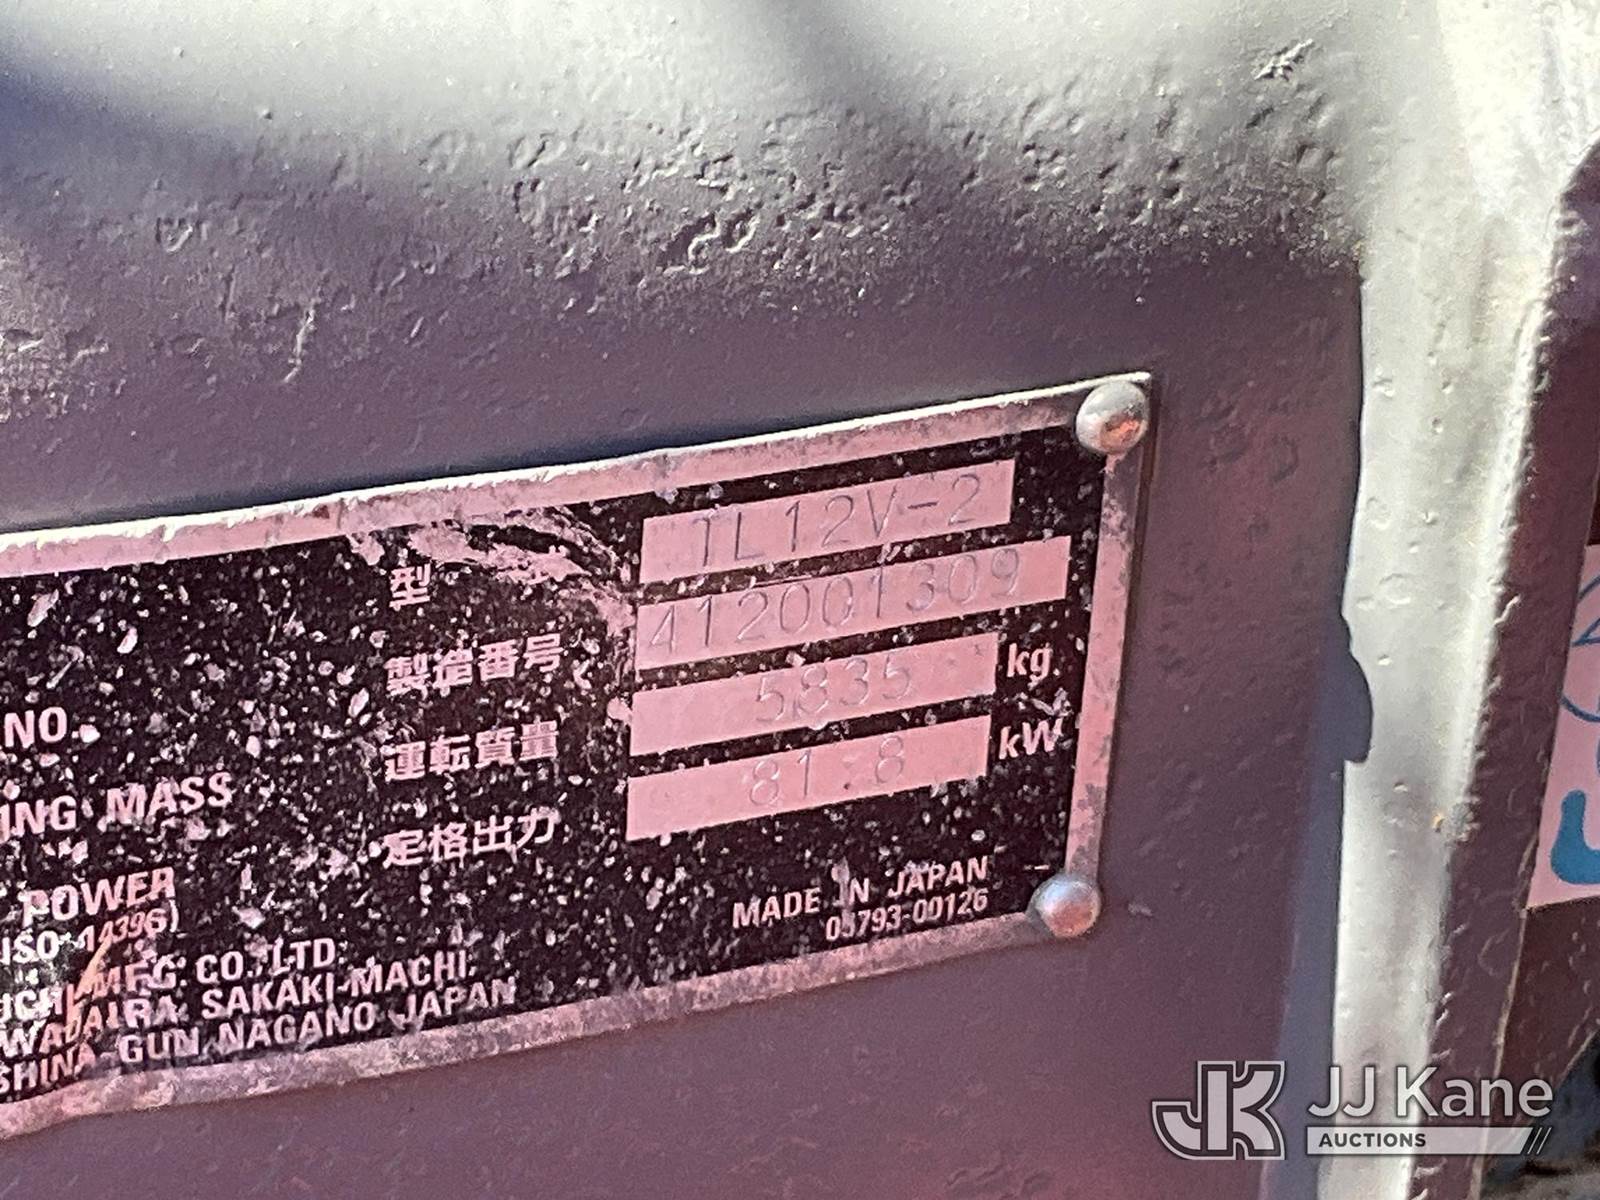 型 TL12V-2
NO. 製造番号 412001309
ING MASS 運転質量 5835 kg
POWER 定格出力 81.8 kW
ISO 14396)
MFG. CO., LTD.
SAKAKI-MACHI,
GUN, NAGANO JAPAN
MADE IN JAPAN
05793-00126
JJ Kane
AUCTIONS